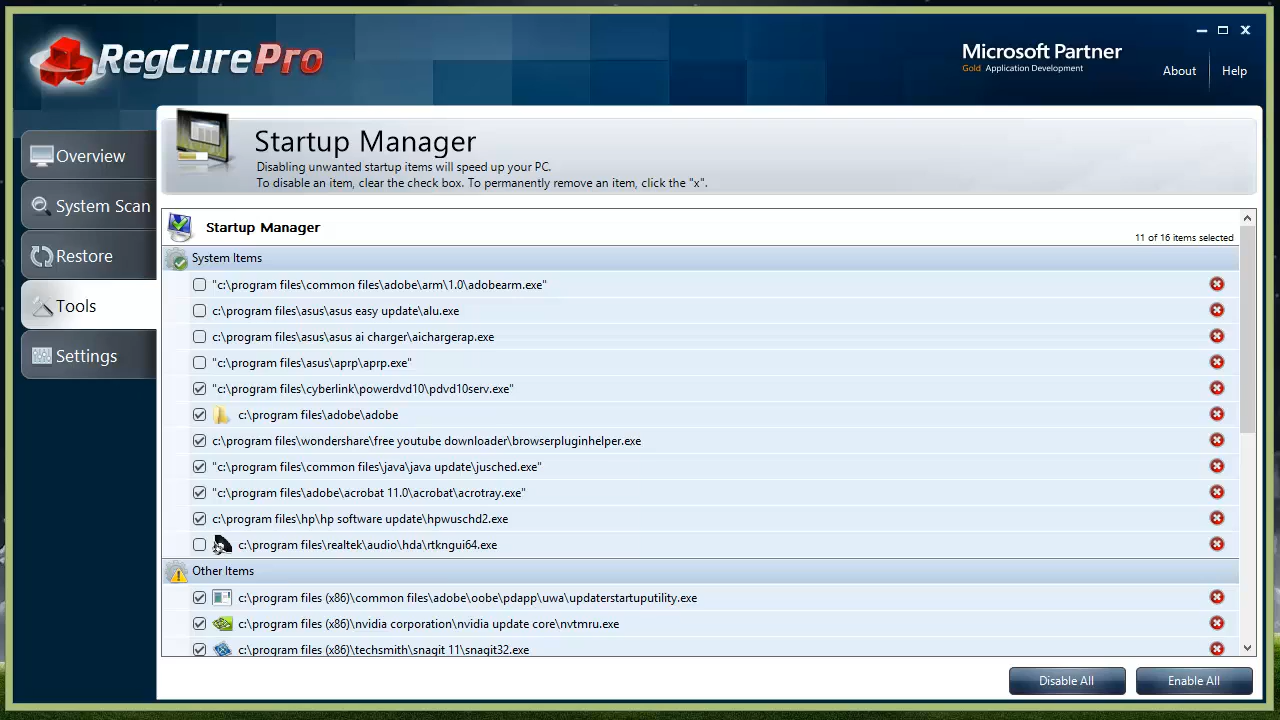 RegCure Pro
Microsoft Partner
Gold Application Development
About
Help
Overview
System Scan
Restore
Tools
Settings
Startup Manager
Disabling unwanted startup items will speed up your PC.
To disable an item, clear the check box. To permanently remove an item, click the "x".
Startup Manager
11 of 16 items selected
System Items
"c:\program files\common files\adobe\arm\1.0\adobearm.exe"
c:\program files\asus\asus easy update\alu.exe
c:\program files\asus\asus ai charger\aichargerap.exe
"c:\program files\asus\aprp\aprp.exe"
"c:\program files\cyberlink\powerdvd10\pdvd10serv.exe"
c:\program files\adobe\adobe
c:\program files\wondershare\free youtube downloader\browserpluginhelper.exe
"c:\program files\common files\java\java update\jusched.exe"
"c:\program files\adobe\acrobat 11.0\acrobat\acrotray.exe"
c:\program files\hp\hp software update\hpwuschd2.exe
c:\program files\realtek\audio\hda\rtkngui64.exe
Other Items
c:\program files (x86)\common files\adobe\oobe\pdapp\uwa\updaterstartuputility.exe
c:\program files (x86)\nvidia corporation\nvidia update core\nvtmru.exe
c:\program files (x86)\techsmith\snagit 11\snagit32.exe
Disable All
Enable All